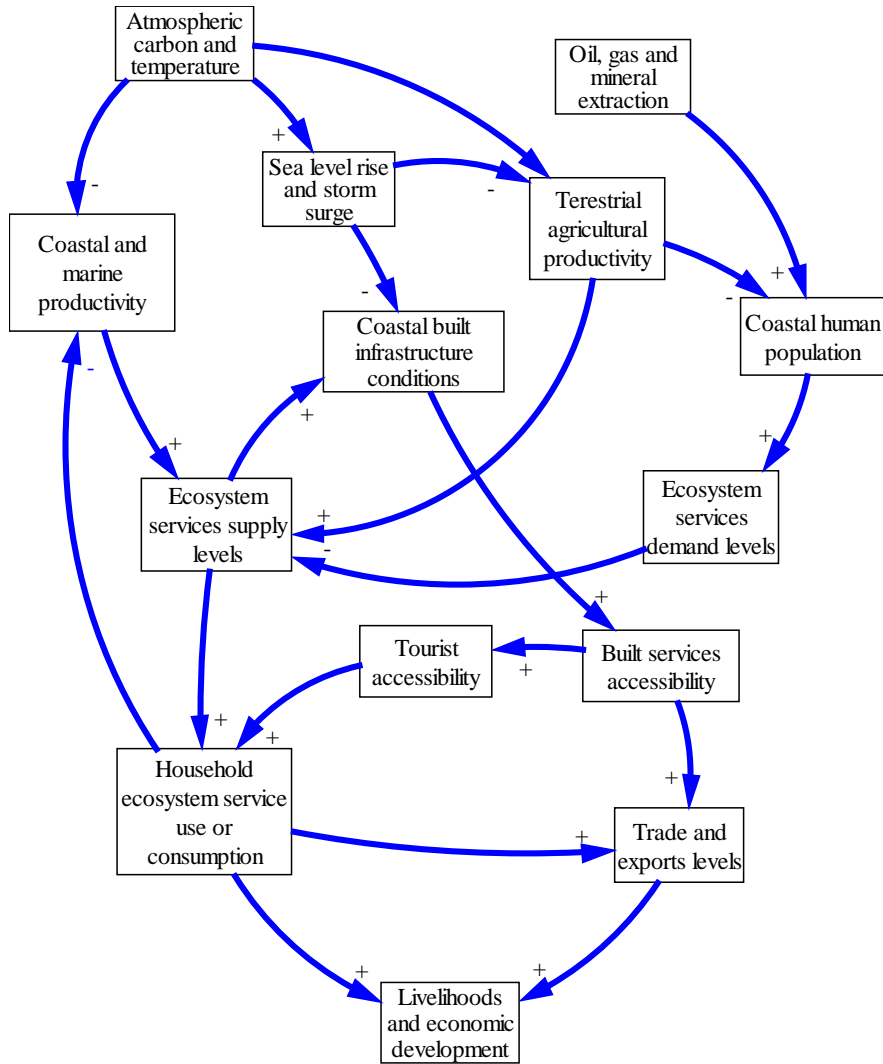 Atmospheric
carbon and
temperature
Oil, gas and
mineral
extraction
+
Sea level rise
and storm
surge
-
-
Terestrial
agricultural
productivity
Coastal and
marine
productivity
+
-
Coastal human
population
-
Coastal built
infrastructure
conditions
-
+
+
+
Ecosystem
services supply
levels
Ecosystem
services
demand levels
+
-
+
Tourist
accessibility
+
Built services
accessibility
+
+
Household
ecosystem service
use or
consumption
+
+
Trade and
exports levels
+
+
Livelihoods
and economic
development